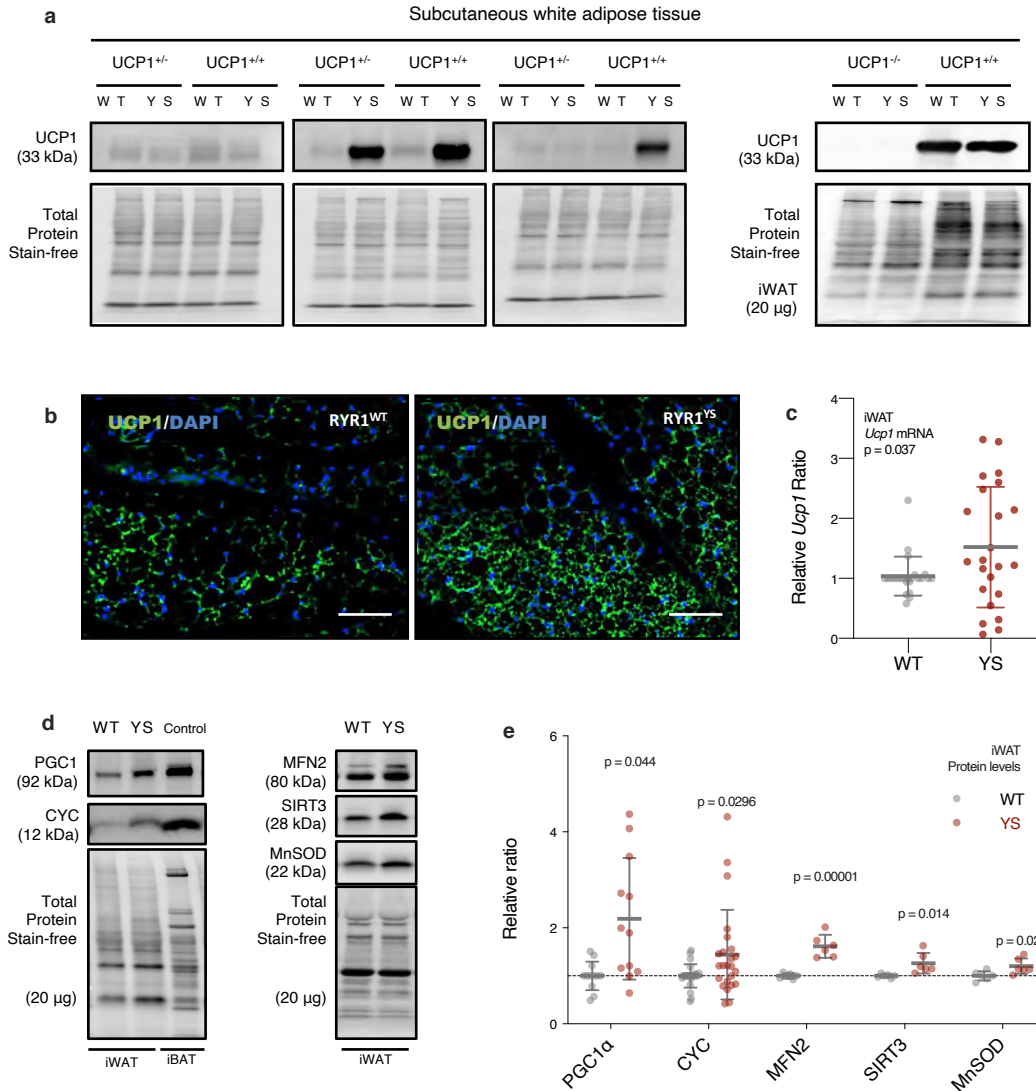 a
Subcutaneous white adipose tissue
UCP1+/- UCP1+/+ UCP1+/- UCP1+/+ UCP1+/- UCP1+/+ UCP1-/- UCP1+/+
W T Y S W T Y S W T Y S W T Y S W T Y S W T Y S W T Y S W T Y S
UCP1
(33 kDa)
UCP1
(33 kDa)
Total
Protein
Stain-free
Total
Protein
Stain-free
iWAT
(20 µg)
b
UCP1/DAPI
RYR1WT
UCP1/DAPI
RYR1YS
c
iWAT
Ucp1 mRNA
p = 0.037
Relative Ucp1 Ratio
4
3
2
1
0
WT
YS
d
WT YS Control
PGC1
(92 kDa)
CYC
(12 kDa)
Total
Protein
Stain-free
(20 µg)
iWAT
iBAT
WT YS
MFN2
(80 kDa)
SIRT3
(28 kDa)
MnSOD
(22 kDa)
Total
Protein
Stain-free
(20 µg)
iWAT
e
iWAT
Protein levels
WT
YS
Relative ratio
6
4
2
1
0
p = 0.044
p = 0.0296
p = 0.00001
p = 0.014
p = 0.02
PGC1α
CYC
MFN2
SIRT3
MnSOD